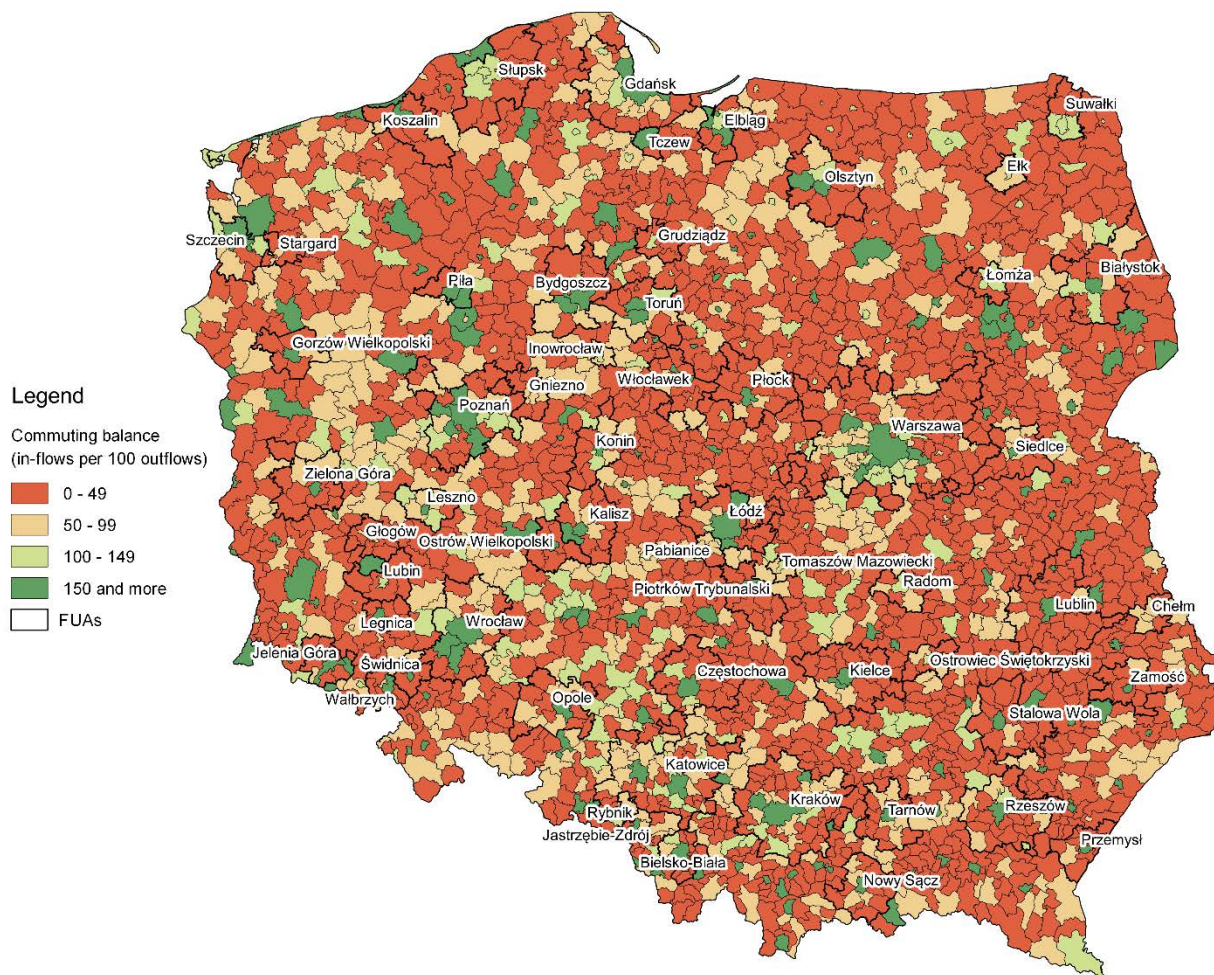 Słupsk
Gdańsk
Koszalin
Elbląg
Tczew
Suwałki
Ełk
Olsztyn
Szczecin
Stargard
Grudziądz
Łomża
Białystok
Piła
Bydgoszcz
Toruń
Gorzów Wielkopolski
Inowrocław
Gniezno
Włocławek
Płock
Legend
Commuting balance
(in-flows per 100 outflows)
0 - 49
50 - 99
100 - 149
150 and more
FUAs
Poznań
Konin
Warszawa
Siedlce
Zielona Góra
Leszno
Kalisz
Łódź
Głogów
Ostrów Wielkopolski
Pabianice
Lubin
Tomaszów Mazowiecki
Piotrków Trybunalski
Radom
Lublin
Chełm
Legnica
Wrocław
Jelenia Góra
Świdnica
Wałbrzych
Częstochowa
Kielce
Ostrowiec Świętokrzyski
Zamość
Opole
Stalowa Wola
Katowice
Kraków
Tarnów
Rzeszów
Rybnik
Jastrzębie-Zdrój
Przemysł
Bielsko-Biała
Nowy Sącz